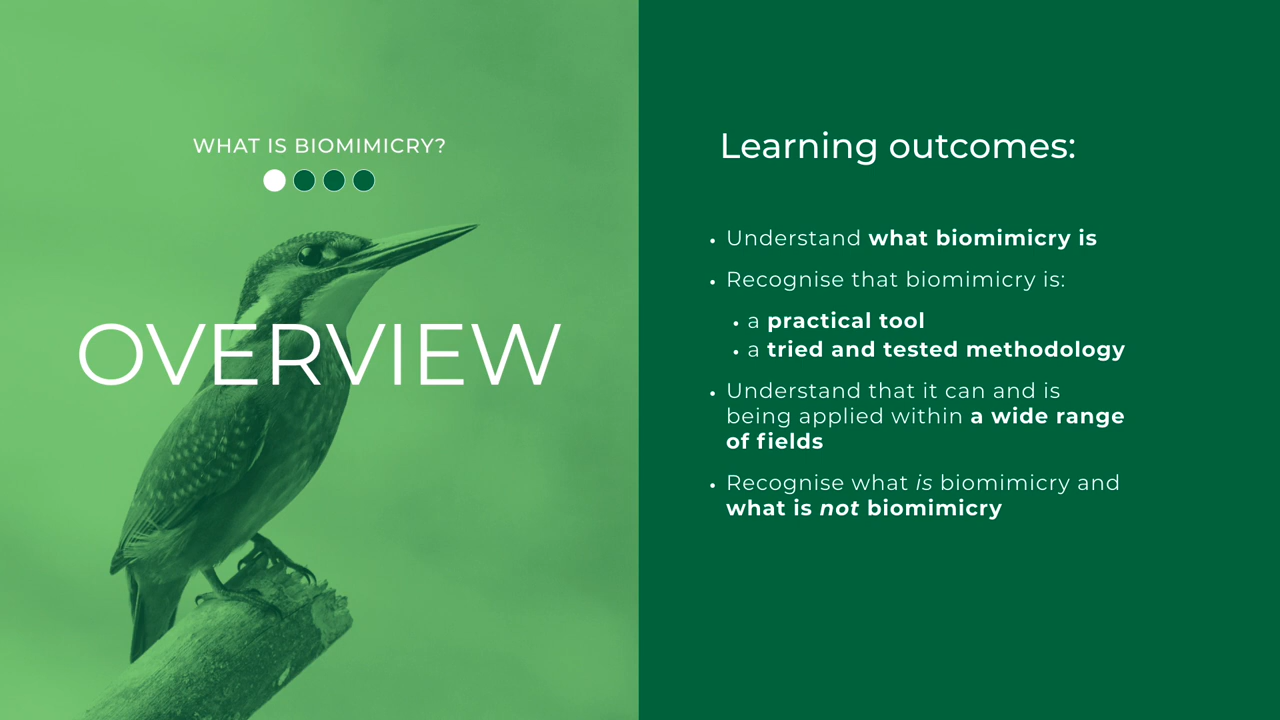 WHAT IS BIOMIMICRY?
OVERVIEW
Learning outcomes:
• Understand what biomimicry is
• Recognise that biomimicry is:
• a practical tool
• a tried and tested methodology
• Understand that it can and is
being applied within a wide range
of fields
• Recognise what is biomimicry and
what is not biomimicry